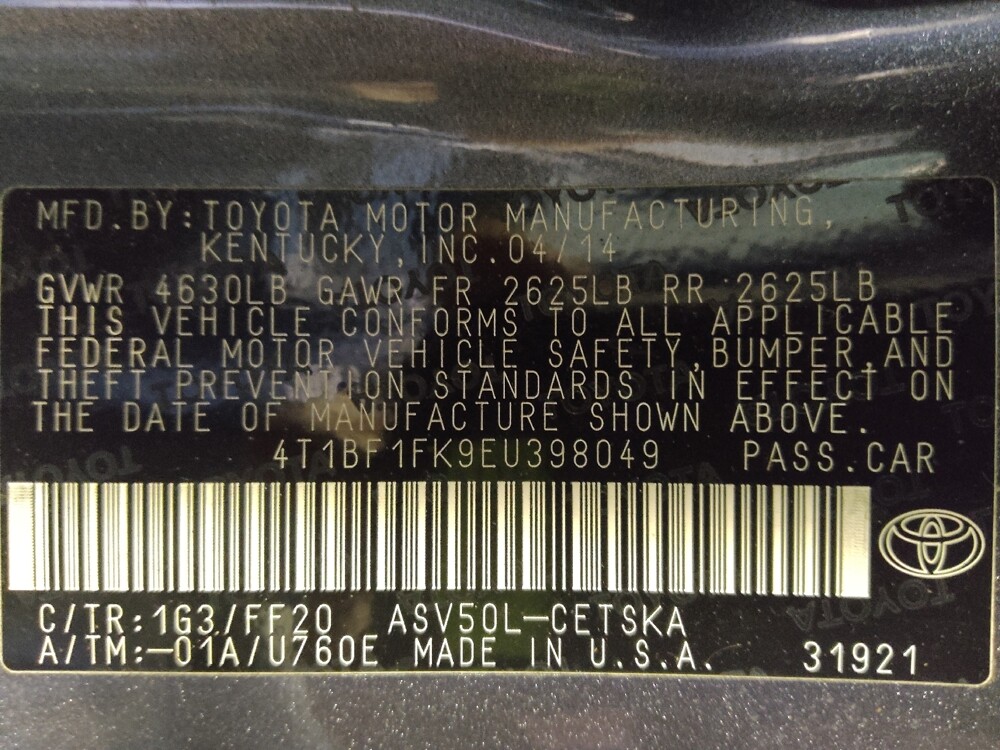 MFD.BY:TOYOTA MOTOR MANUFACTURING,
KENTUCKY,INC.04/14
GVWR 4630LB GAWR FR 2625LB RR 2625LB
THIS VEHICLE CONFORMS TO ALL APPLICABLE
FEDERAL MOTOR VEHICLE SAFETY,BUMPER,AND
THEFT PREVENTION STANDARDS IN EFFECT ON
THE DATE OF MANUFACTURE SHOWN ABOVE.
4T1BF1FK9EU398049 PASS.CAR
C/TR:1G3/FF20 ASV50L-CETSKA
A/TM:-01A/U760E MADE IN U.S.A. 31921